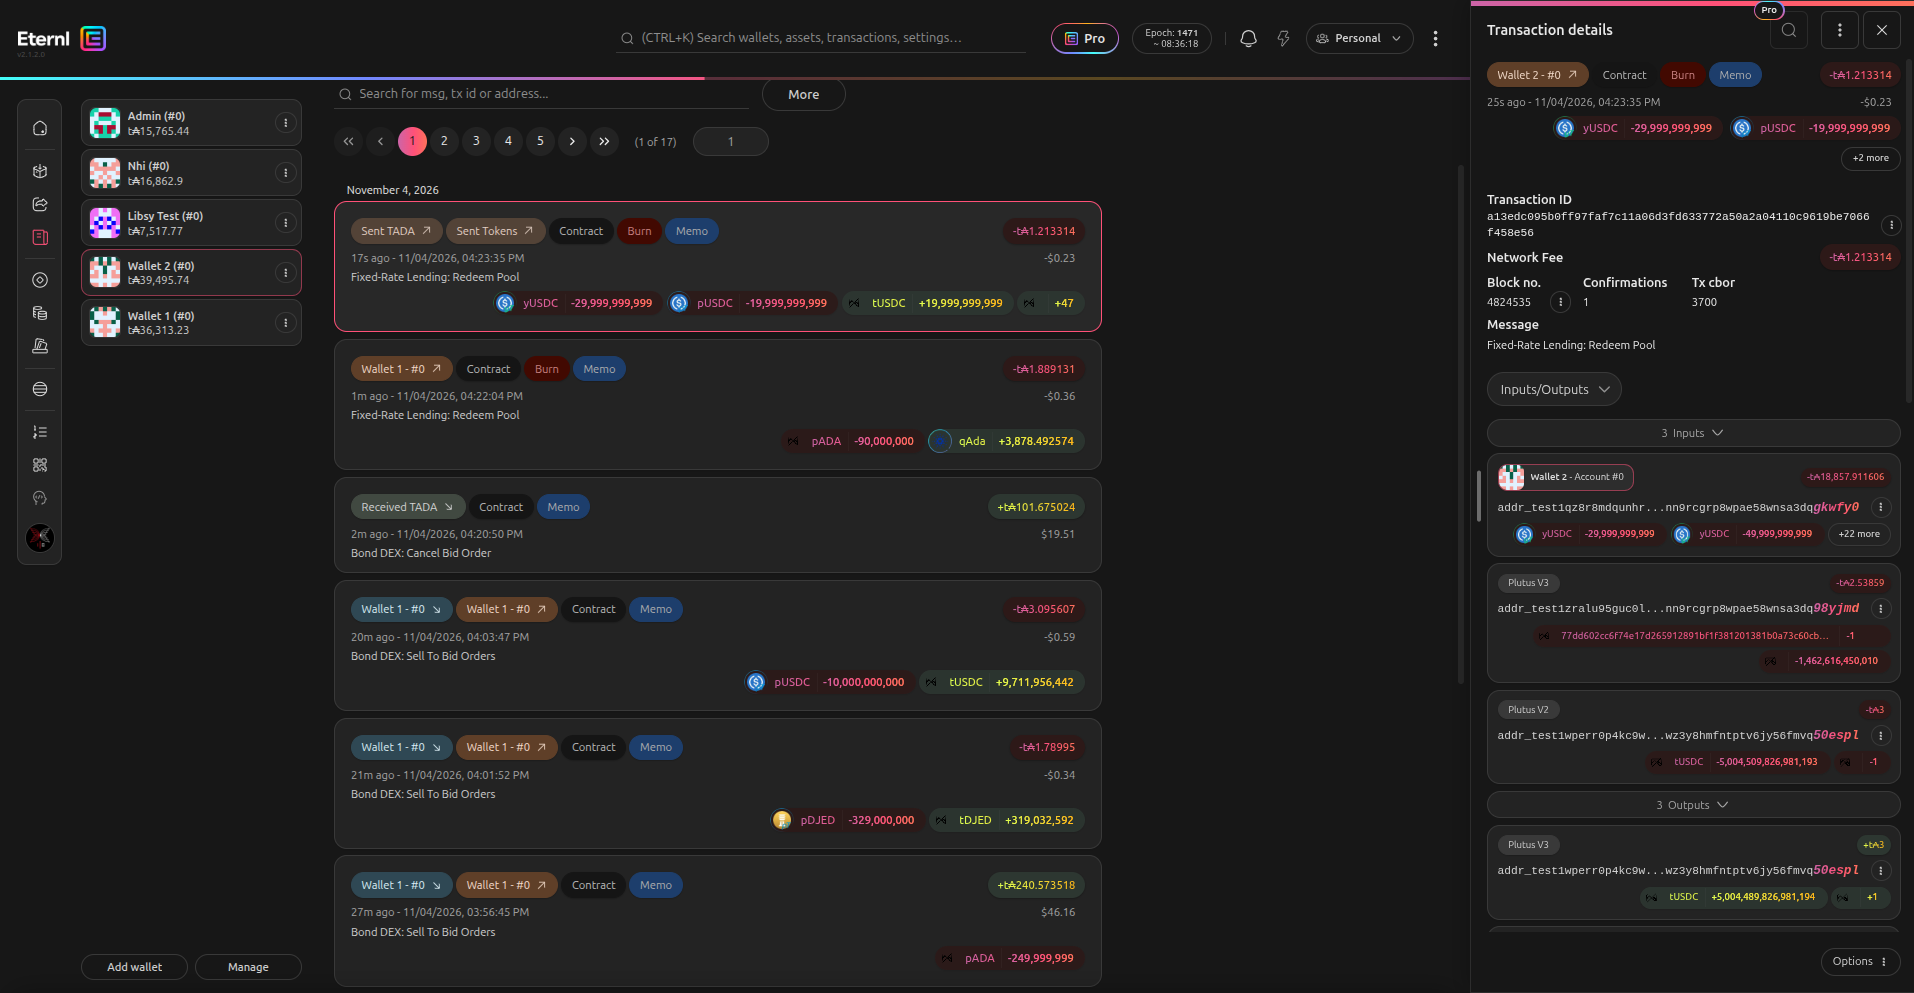 Eternl
v2.1.2.0
(CTRL+K) Search wallets, assets, transactions, settings...
Pro
Epoch: 1471
~ 08:36:18
Personal
Admin (#0)
t₳15,765.44
Nhi (#0)
t₳16,862.9
Libsy Test (#0)
t₳7,517.77
Wallet 2 (#0)
t₳39,495.74
Wallet 1 (#0)
t₳36,313.23
Add wallet
Manage
Search for msg, tx id or address...
More
1 2 3 4 5 (1 of 17) 1
November 4, 2026
Sent TADA Sent Tokens Contract Burn Memo -t₳1.213314
17s ago - 11/04/2026, 04:23:35 PM -$0.23
Fixed-Rate Lending: Redeem Pool
yUSDC -29,999,999,999 pUSDC -19,999,999,999 tUSDC +19,999,999,999 +47
Wallet 1 - #0 Contract Burn Memo -t₳1.889131
1m ago - 11/04/2026, 04:22:04 PM -$0.36
Fixed-Rate Lending: Redeem Pool
pADA -90,000,000 qAda +3,878.492574
Received TADA Contract Memo +t₳101.675024
2m ago - 11/04/2026, 04:20:50 PM $19.51
Bond DEX: Cancel Bid Order
Wallet 1 - #0 Wallet 1 - #0 Contract Memo -t₳3.095607
20m ago - 11/04/2026, 04:03:47 PM -$0.59
Bond DEX: Sell To Bid Orders
pUSDC -10,000,000,000 tUSDC +9,711,956,442
Wallet 1 - #0 Wallet 1 - #0 Contract Memo -t₳1.78995
21m ago - 11/04/2026, 04:01:52 PM -$0.34
Bond DEX: Sell To Bid Orders
pDJED -329,000,000 tDJED +319,032,592
Wallet 1 - #0 Wallet 1 - #0 Contract Memo +t₳240.573518
27m ago - 11/04/2026, 03:56:45 PM $46.16
Bond DEX: Sell To Bid Orders
pADA -249,999,999
Pro
Transaction details
Wallet 2 - #0 Contract Burn Memo -t₳1.213314
25s ago - 11/04/2026, 04:23:35 PM -$0.23
yUSDC -29,999,999,999 pUSDC -19,999,999,999
+2 more
Transaction ID
a13edc095b0ff97faf7c11a06d3fd633772a50a2a04110c9619be7066
f458e56
Network Fee -t₳1.213314
Block no. Confirmations Tx cbor
4824535 1 3700
Message
Fixed-Rate Lending: Redeem Pool
Inputs/Outputs
3 Inputs
Wallet 2 - Account #0 -t₳18,857.911606
addr_test1qz8r8mdqunhr...nn9rcgrp8wpae58wnsa3dqgkwfy0
yUSDC -29,999,999,999 yUSDC -49,999,999,999 +22 more
Plutus V3 -t₳2.53859
addr_test1zralu95guc0l...nn9rcgrp8wpae58wnsa3dq98yjmd
77dd602cc6f74e17d265912891bf1f381201381b0a73c60cb... -1
-1,462,616,450,010
Plutus V2 -t₳3
addr_test1wperr0p4kc9w...wz3y8hmfntptv6jy56fmvq50espl
tUSDC -5,004,509,826,981,193 -1
3 Outputs
Plutus V3 +t₳3
addr_test1wperr0p4kc9w...wz3y8hmfntptv6jy56fmvq50espl
tUSDC +5,004,489,826,981,194 +1
Options